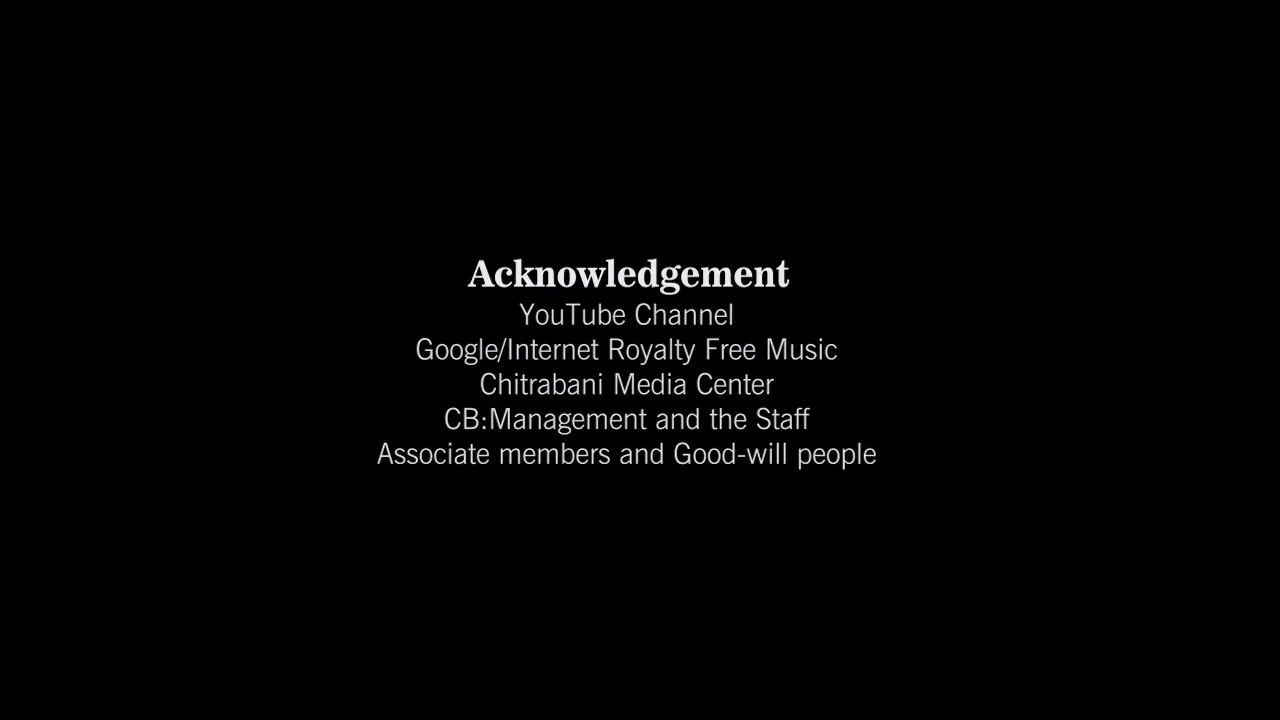 Acknowledgement
YouTube Channel
Google/Internet Royalty Free Music
Chitrabani Media Center
CB:Management and the Staff
Associate members and Good-will people